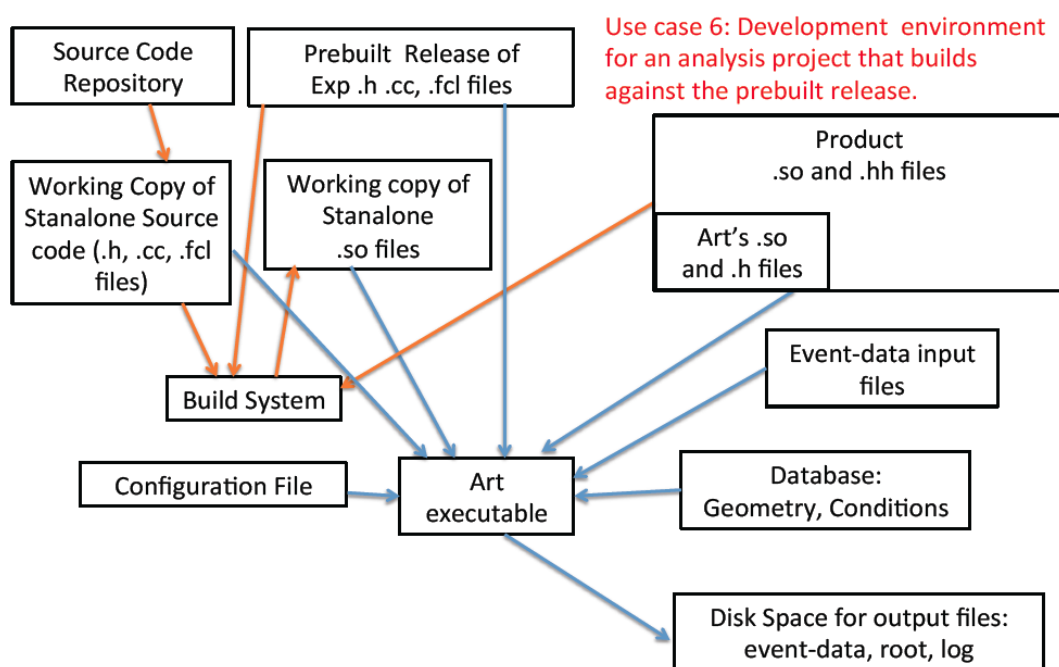 Source Code
Repository
Prebuilt Release of
Exp .h .cc, .fcl files
Use case 6: Development environment
for an analysis project that builds
against the prebuilt release.
Working Copy of
Stanalone Source
code (.h, .cc, .fcl
files)
Working copy of
Stanalone
.so files
Product
.so and .hh files
Art's .so
and .h files
Event-data input
files
Build System
Configuration File
Art
executable
Database:
Geometry, Conditions
Disk Space for output files:
event-data, root, log